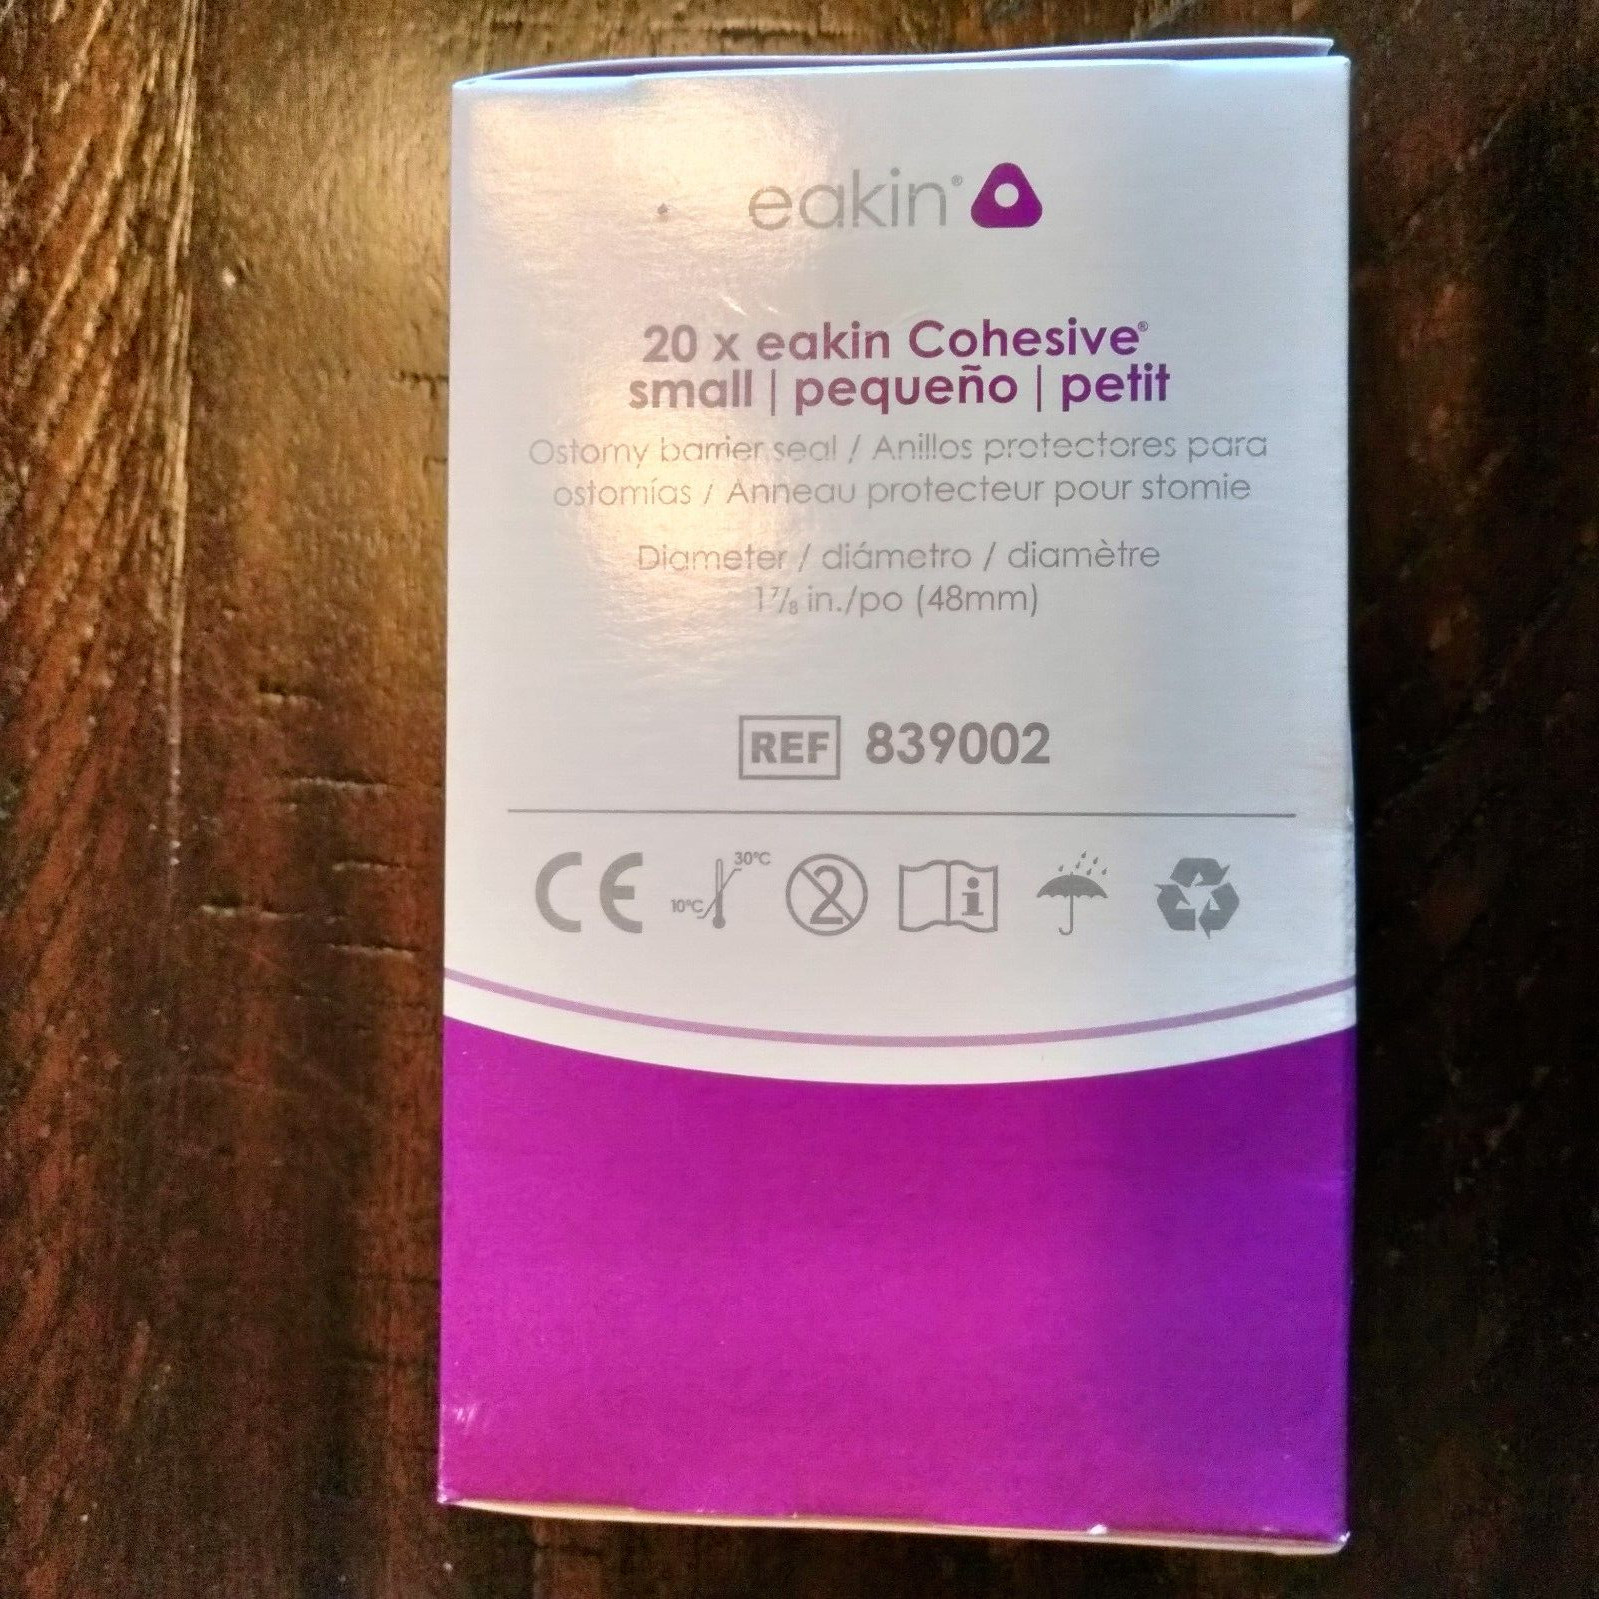 eakin®
20 x eakin Cohesive®
small | pequeño | petit
Ostomy barrier seal / Anillos protectores para
ostomías / Anneau protecteur pour stomie
Diameter / diámetro / diamètre
1⅞ in./po (48mm)
REF 839002
CE 10°C 30°C 2 i